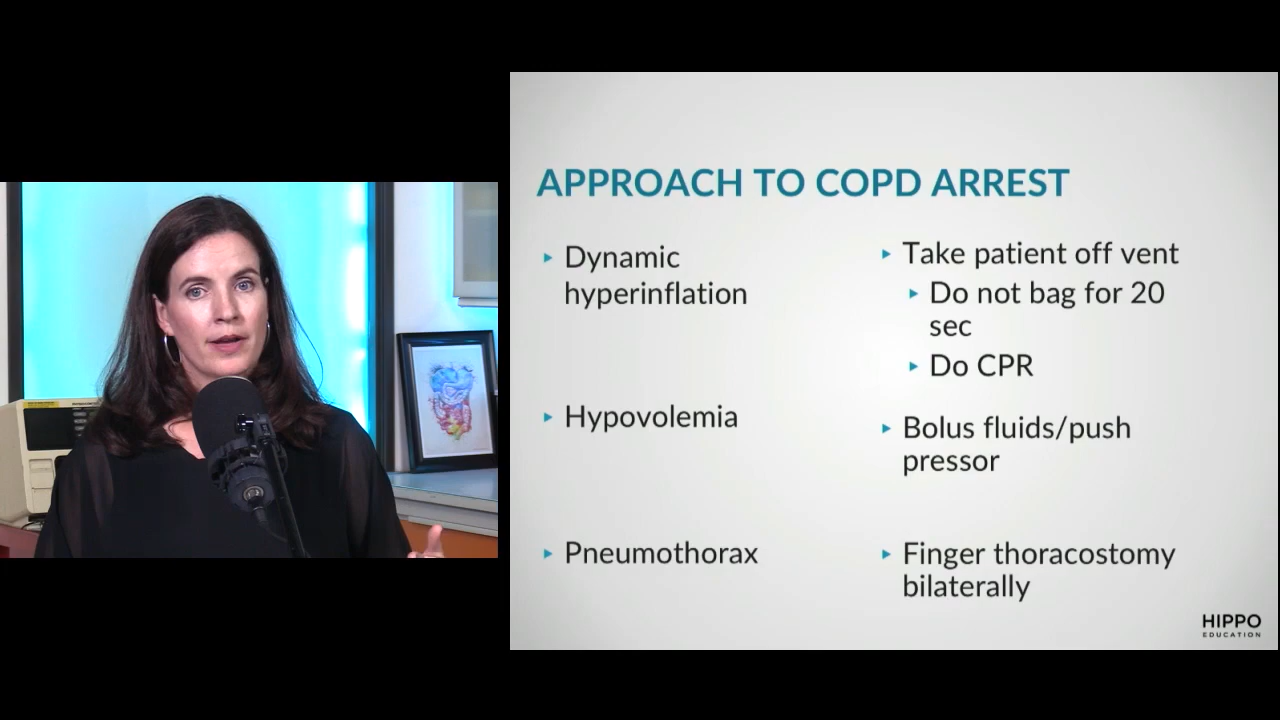 APPROACH TO COPD ARREST
Dynamic
hyperinflation
Take patient off vent
Do not bag for 20
sec
Do CPR
Hypovolemia
Bolus fluids/push
pressor
Pneumothorax
Finger thoracostomy
bilaterally
HIPPO
EDUCATION